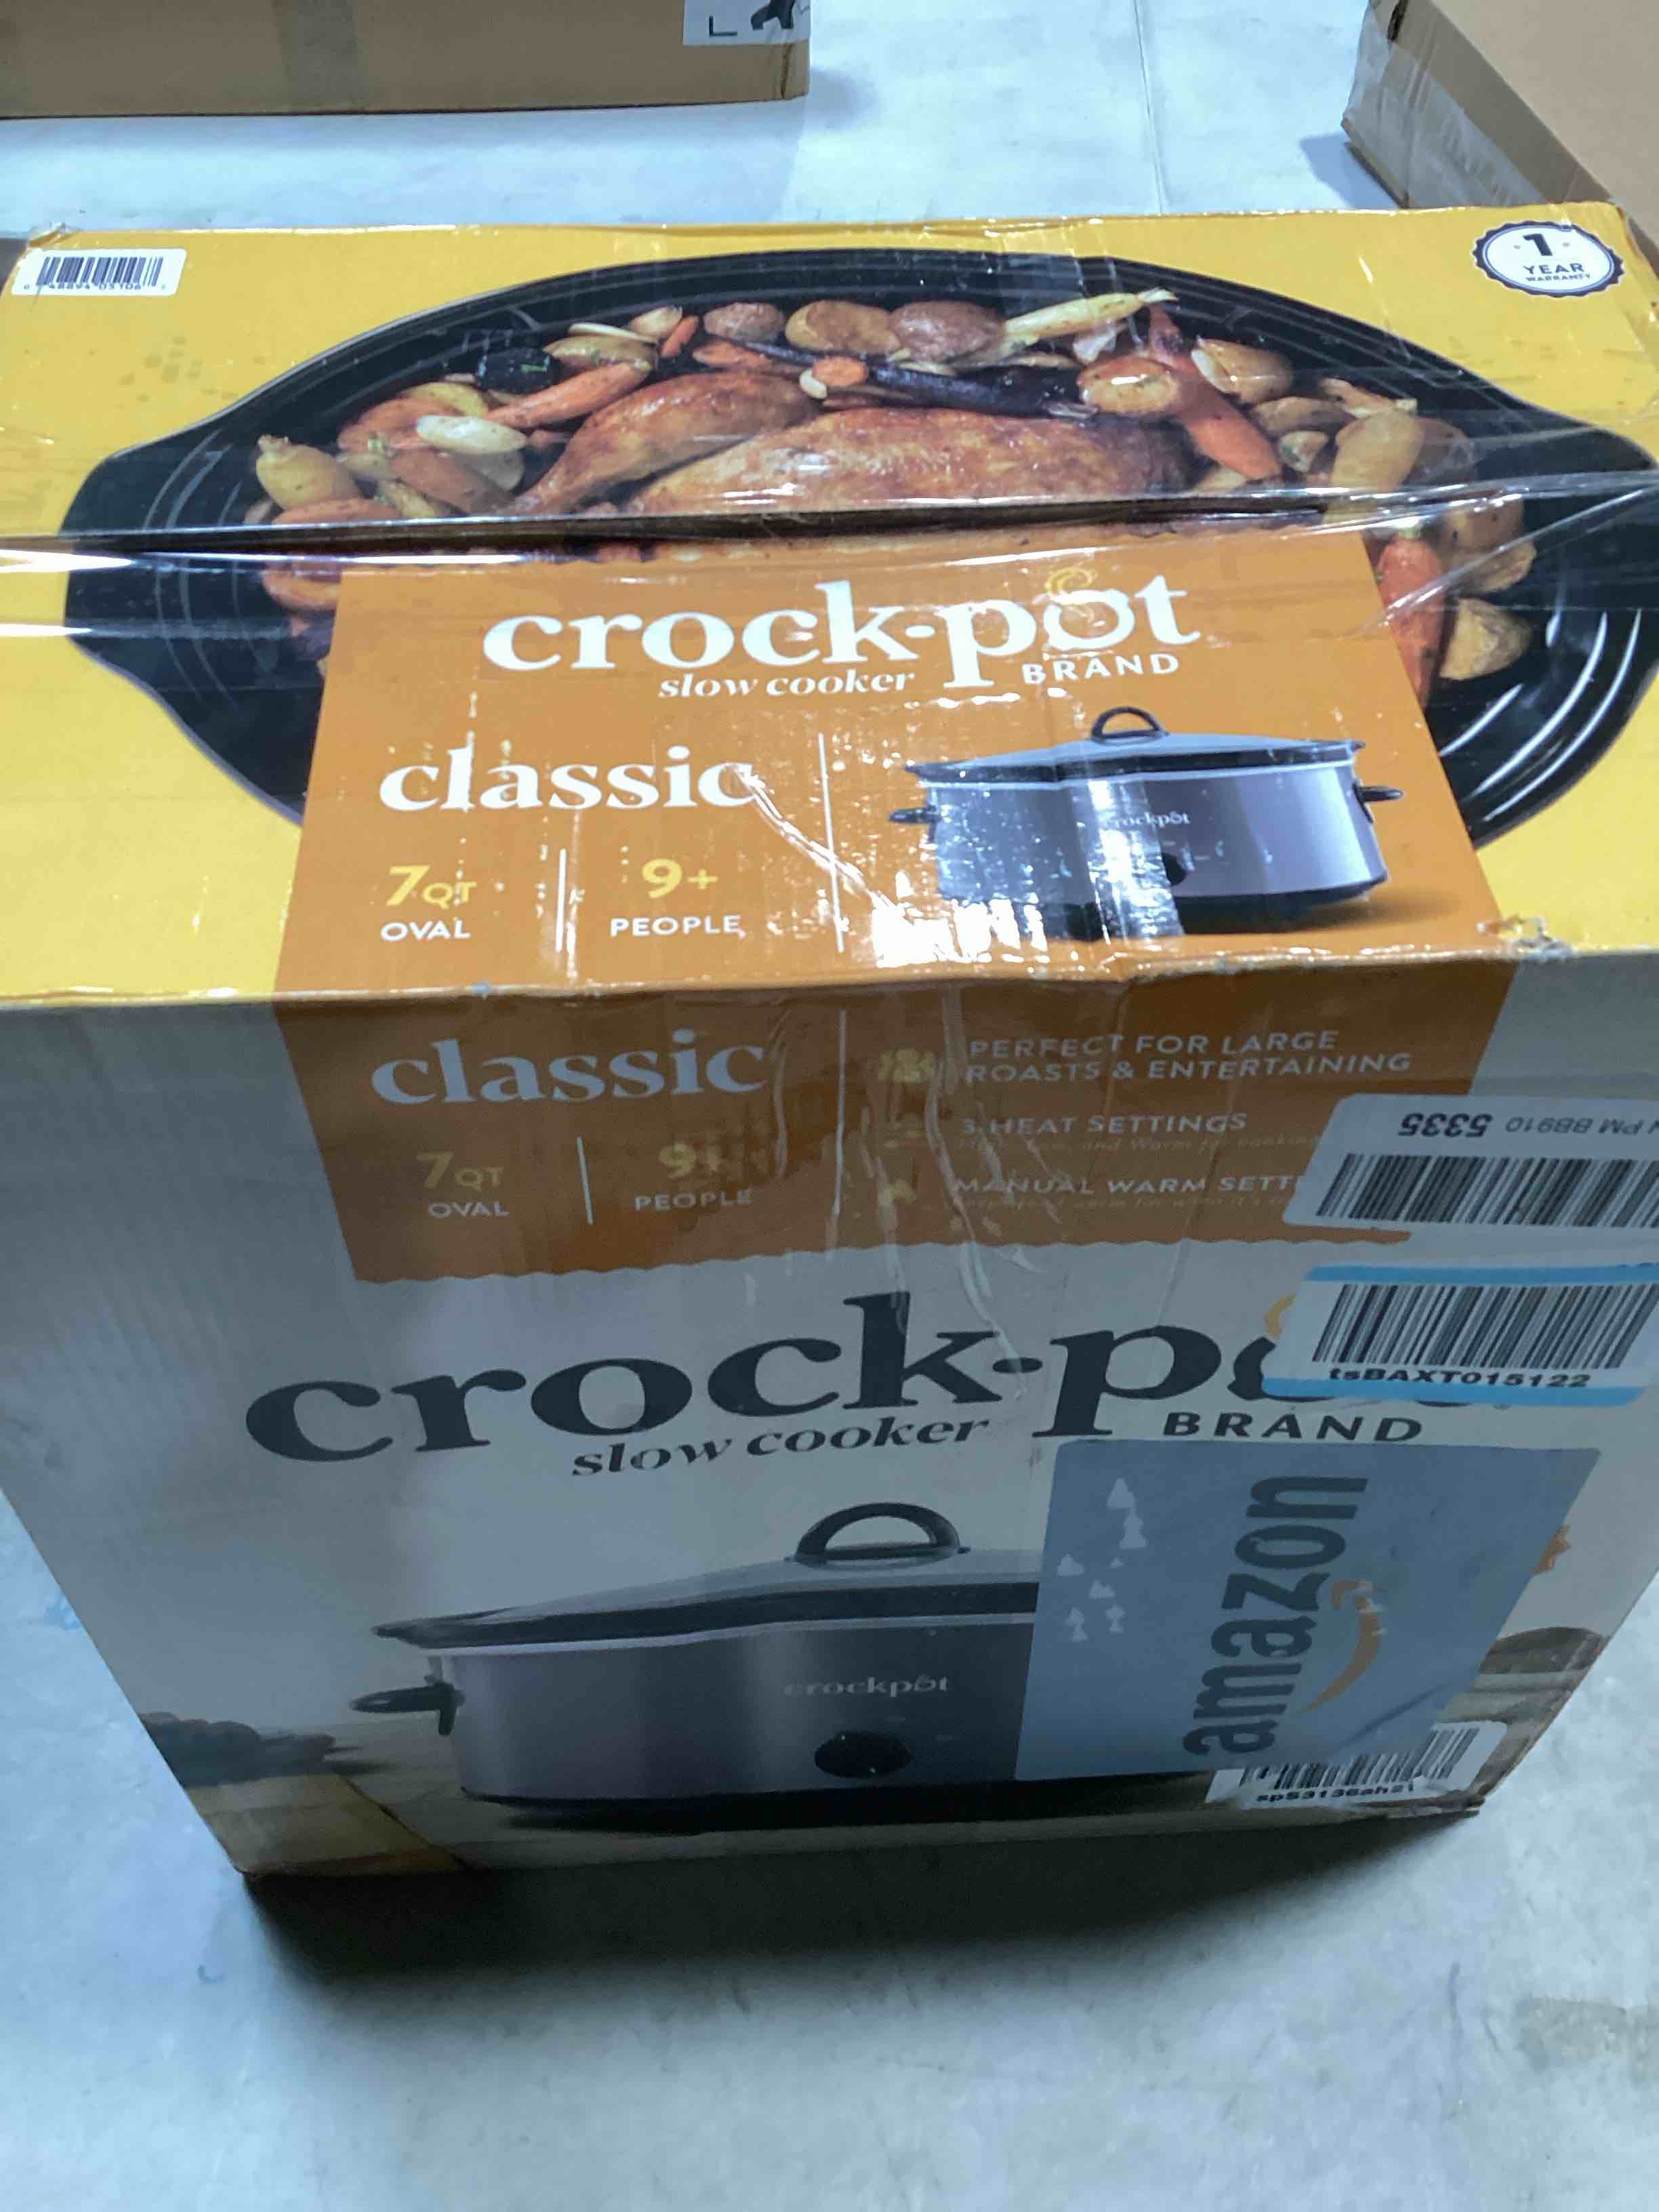 L
1
YEAR
WARRANTY
crock·pot
slow cooker BRAND
classic
crockpot
7QT
OVAL
9+
PEOPLE
classic
PERFECT FOR LARGE
ROASTS & ENTERTAINING
7QT
OVAL
9+
PEOPLE
3 HEAT SETTINGS
MANUAL WARM SETTI
PM BB910 5335
tsBAXT015122
crock·po
slow cooker BRAND
crockpot
amazon